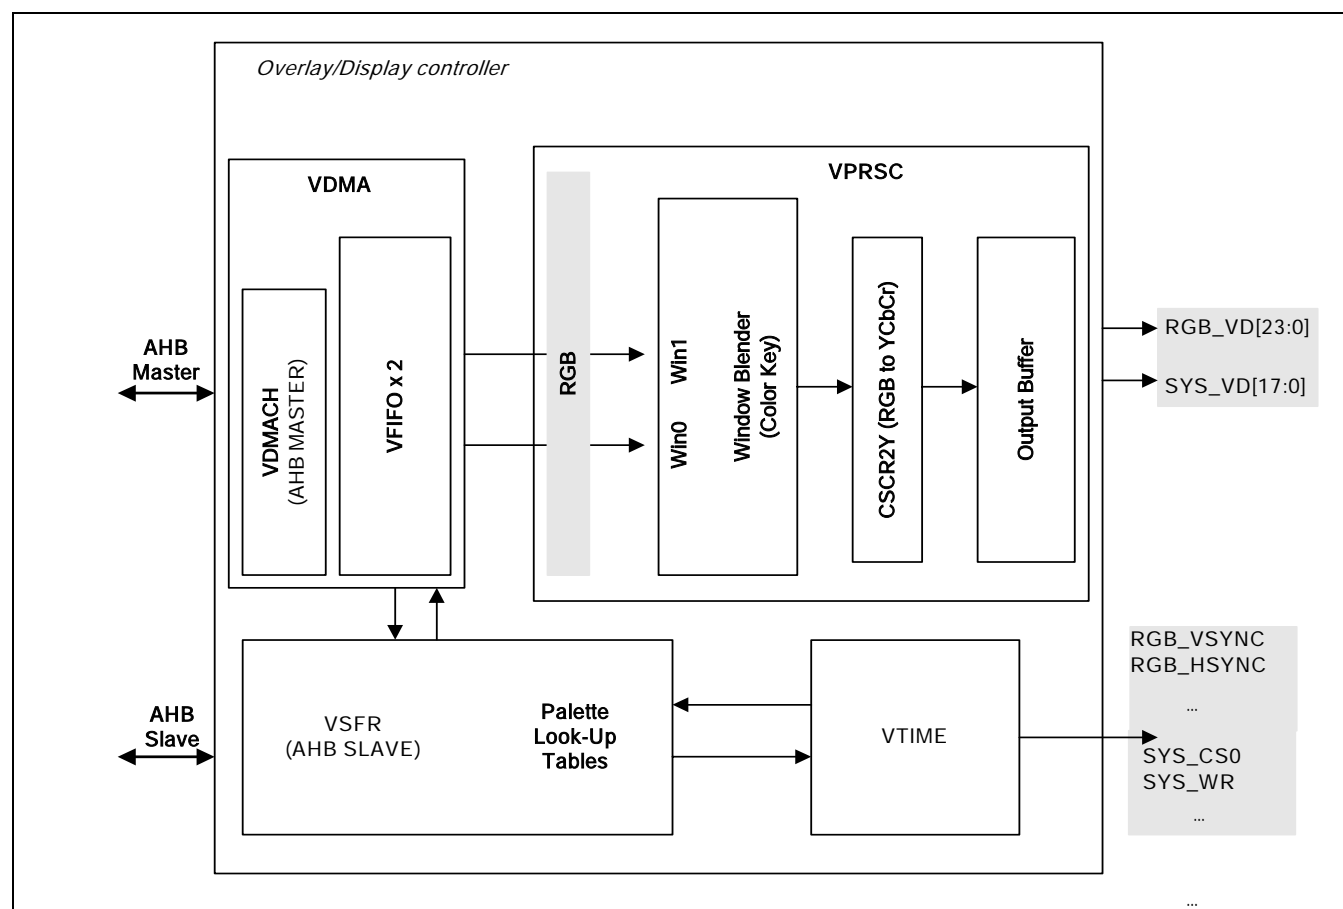 Overlay/Display controller
VDMA
VPRSC
VDMACH
(AHB MASTER)
VFIFO x 2
RGB
Win0 Win1
Window Blender
(Color Key)
CSCR2Y (RGB to YCbCr)
Output Buffer
AHB
Master
RGB_VD[23:0]
SYS_VD[17:0]
AHB
Slave
VSFR
(AHB SLAVE)
Palette
Look-Up
Tables
VTIME
RGB_VSYNC
RGB_HSYNC
...
SYS_CS0
SYS_WR
...
...